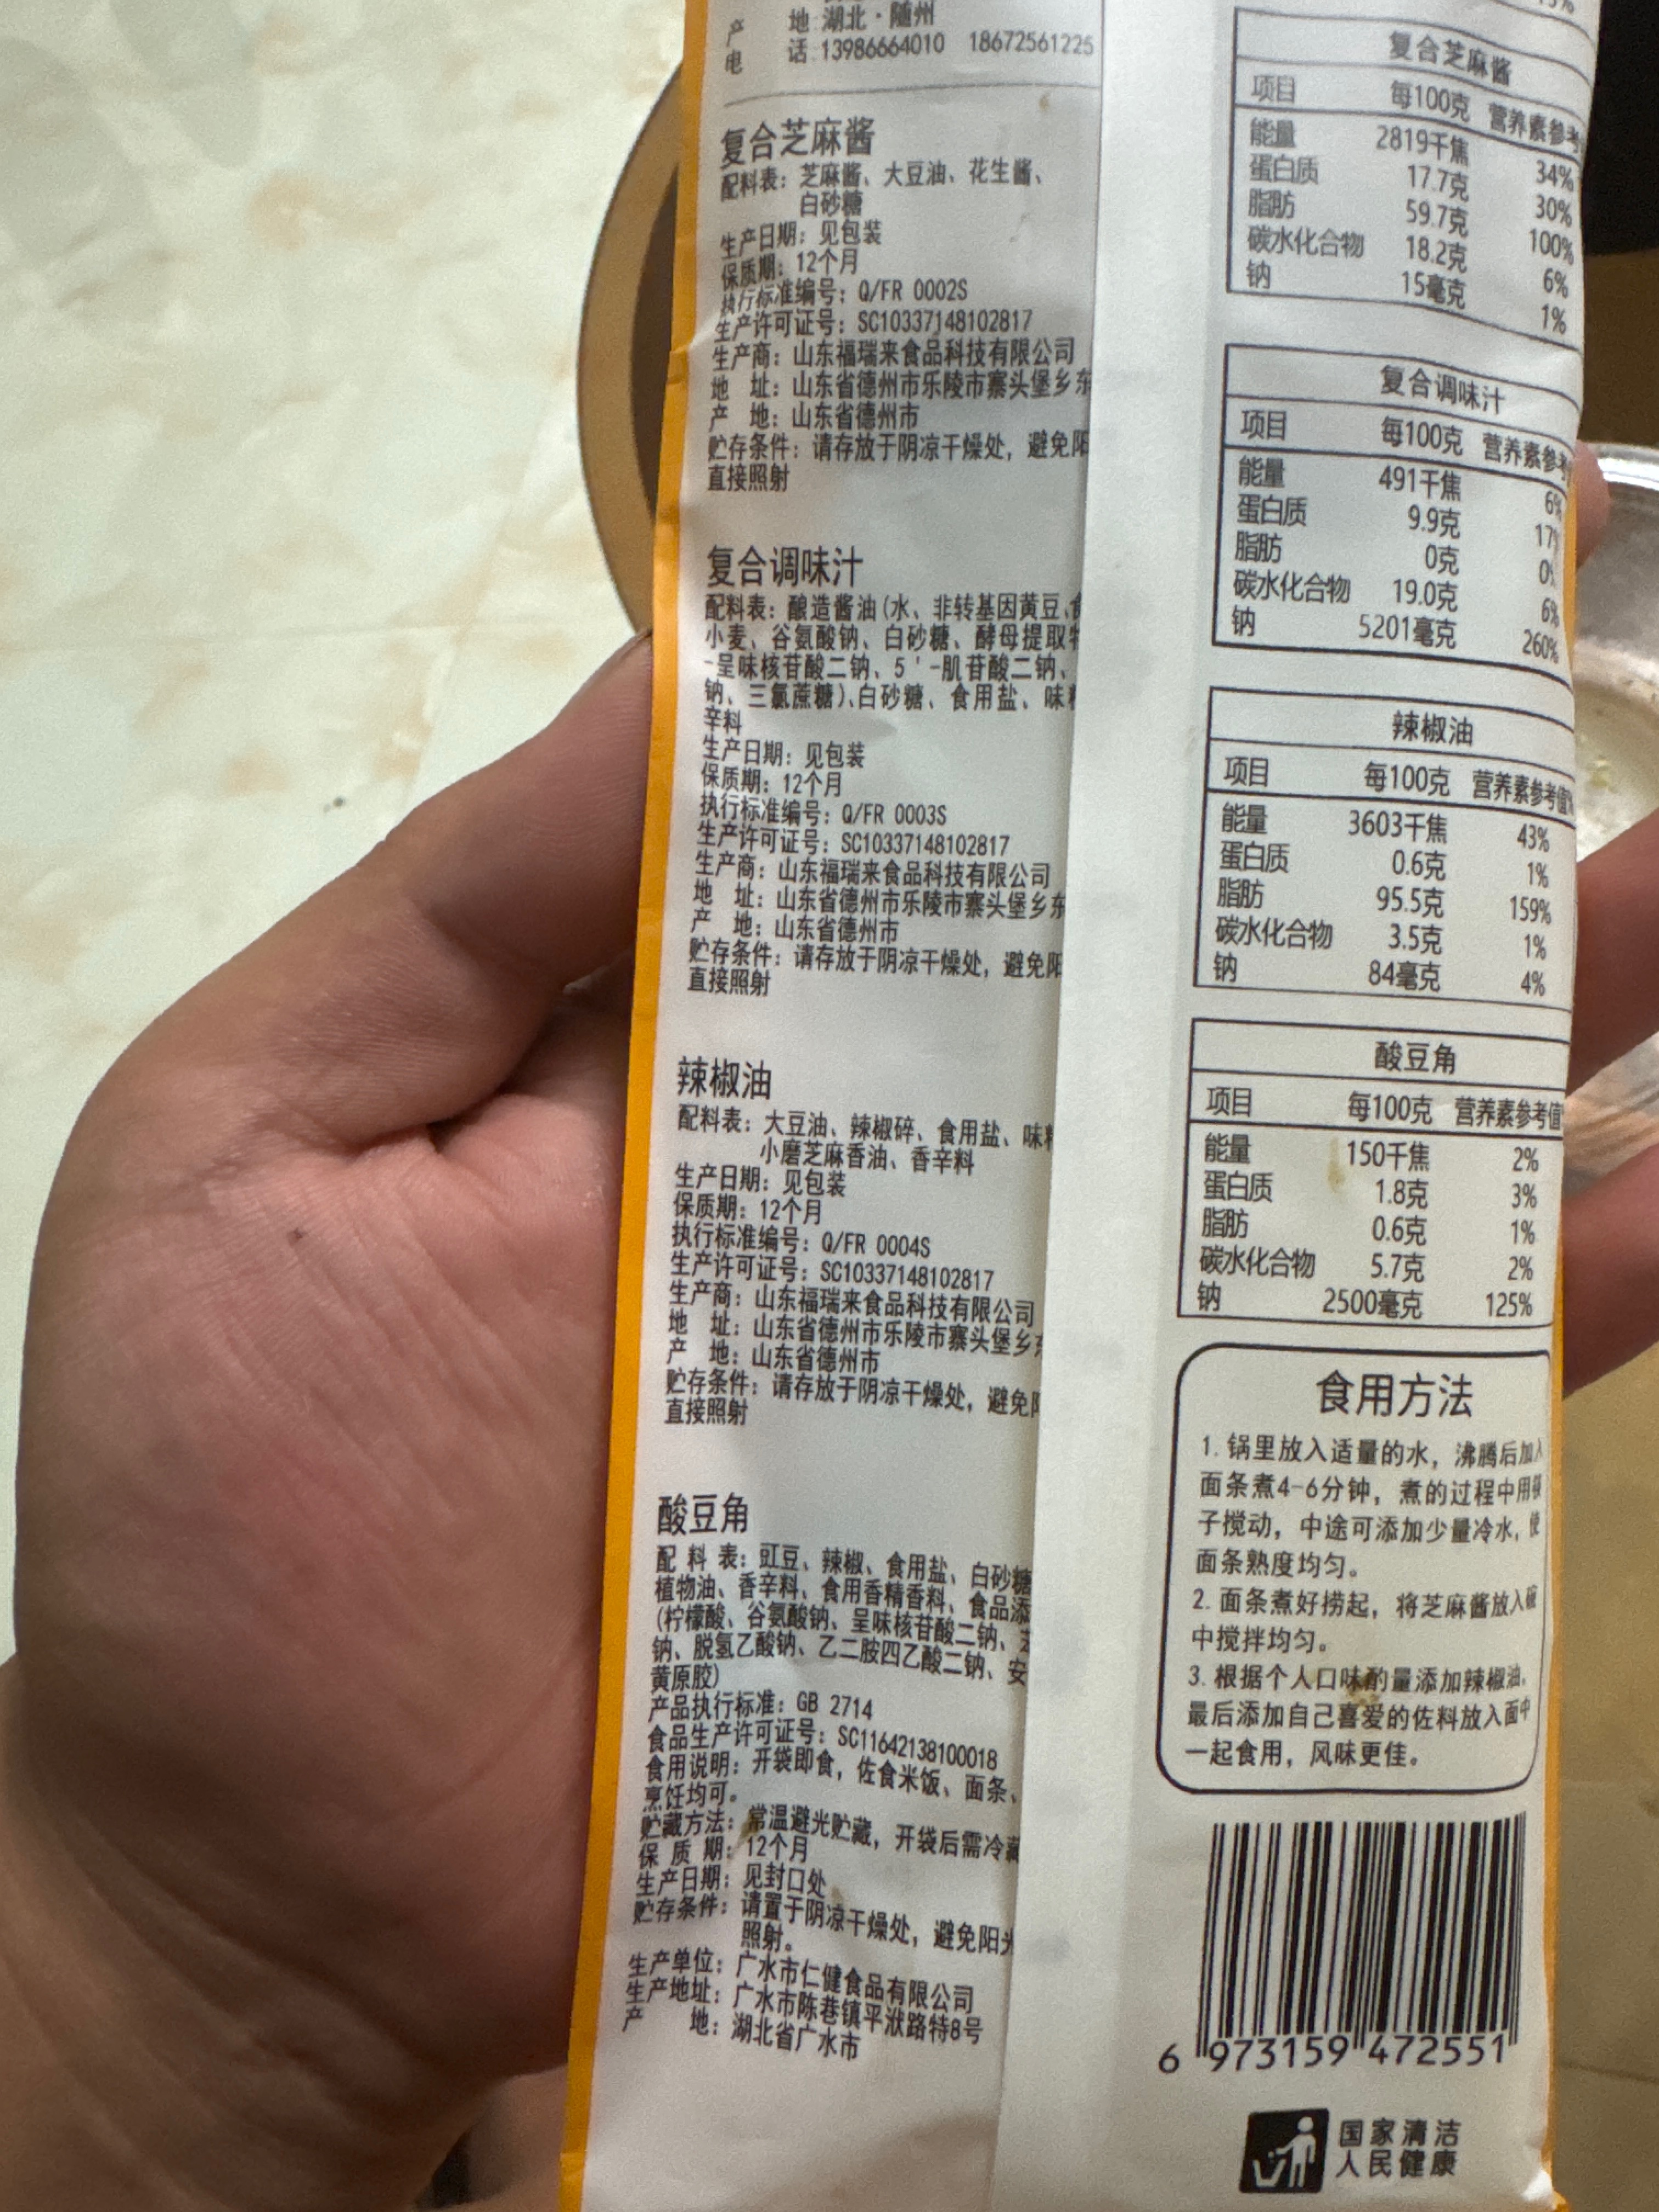 产 地:湖北·随州
电 话:13986664010 18672561225
复合芝麻酱
配料表：芝麻酱、大豆油、花生酱、
白砂糖
生产日期：见包装
保质期：12个月
执行标准编号：Q/FR 0002S
生产许可证号：SC10337148102817
生产商：山东福瑞来食品科技有限公司
地 址：山东省德州市乐陵市寨头堡乡东
产 地：山东省德州市
贮存条件：请存放于阴凉干燥处，避免阳
直接照射
复合调味汁
配料表：酿造酱油(水、非转基因黄豆、
小麦、谷氨酸钠、白砂糖、酵母提取
-呈味核苷酸二钠、5'-肌苷酸二钠、
钠、三氯蔗糖)、白砂糖、食用盐、味
辛料
生产日期：见包装
保质期：12个月
执行标准编号：Q/FR 0003S
生产许可证号：SC10337148102817
生产商：山东福瑞来食品科技有限公司
地 址：山东省德州市乐陵市寨头堡乡东
产 地：山东省德州市
贮存条件：请存放于阴凉干燥处，避免阳
直接照射
辣椒油
配料表：大豆油、辣椒碎、食用盐、味
小磨芝麻香油、香辛料
生产日期：见包装
保质期：12个月
执行标准编号：Q/FR 0004S
生产许可证号：SC10337148102817
生产商：山东福瑞来食品科技有限公司
地 址：山东省德州市乐陵市寨头堡乡
产 地：山东省德州市
贮存条件：请存放于阴凉干燥处，避免
直接照射
酸豆角
配 料 表：豇豆、辣椒、食用盐、白砂糖
植物油、香辛料、食用香精香料、食品添
(柠檬酸、谷氨酸钠、呈味核苷酸二钠、
钠、脱氢乙酸钠、乙二胺四乙酸二钠、安
黄原胶)
产品执行标准：GB 2714
食品生产许可证号：SC11642138100018
食用说明：开袋即食，佐食米饭、面条、
烹饪均可。
贮藏方法：常温避光贮藏，开袋后需冷藏
保 质 期：12个月
生产日期：见封口处
贮存条件：请置于阴凉干燥处，避免阳光
照射。
生产单位：广水市仁健食品有限公司
生产地址：广水市陈巷镇平洑路特8号
产 地：湖北省广水市
复合芝麻酱
项目 每100克 营养素参考
能量 2819千焦 34%
蛋白质 17.7克 30%
脂肪 59.7克 100%
碳水化合物 18.2克 6%
钠 15毫克 1%
复合调味汁
项目 每100克 营养素参考
能量 491千焦 6%
蛋白质 9.9克 17
脂肪 0克 0
碳水化合物 19.0克 6%
钠 5201毫克 260%
辣椒油
项目 每100克 营养素参考值
能量 3603千焦 43%
蛋白质 0.6克 1%
脂肪 95.5克 159%
碳水化合物 3.5克 1%
钠 84毫克 4%
酸豆角
项目 每100克 营养素参考值
能量 150千焦 2%
蛋白质 1.8克 3%
脂肪 0.6克 1%
碳水化合物 5.7克 2%
钠 2500毫克 125%
食用方法
1. 锅里放入适量的水，沸腾后加入
面条煮4-6分钟，煮的过程中用筷
子搅动，中途可添加少量冷水，使
面条熟度均匀。
2. 面条煮好捞起，将芝麻酱放入碗
中搅拌均匀。
3. 根据个人口味酌量添加辣椒油，
最后添加自己喜爱的佐料放入面中
一起食用，风味更佳。
6 973159 472551
国家清洁
人民健康